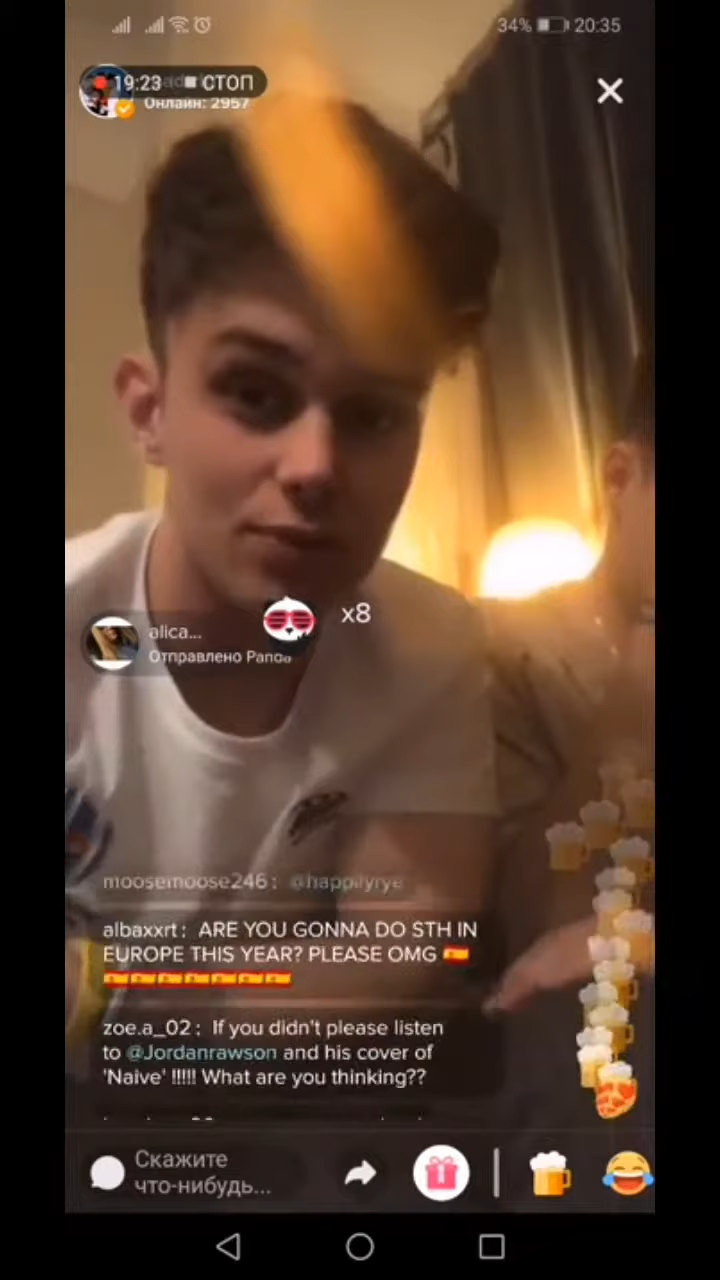 34% 20:35
19:23 СТОП
Онлайн: 2957
x8
alica...
Отправлено Panda
moosemoose246: @happilyrye
albaxxrt: ARE YOU GONNA DO STH IN
EUROPE THIS YEAR? PLEASE OMG 🇪🇸
🇪🇸🇪🇸🇪🇸🇪🇸🇪🇸🇪🇸🇪🇸
zoe.a_02: If you didn't please listen
to @Jordanrawson and his cover of
'Naive' !!!!! What are you thinking??
Скажите
что-нибудь...